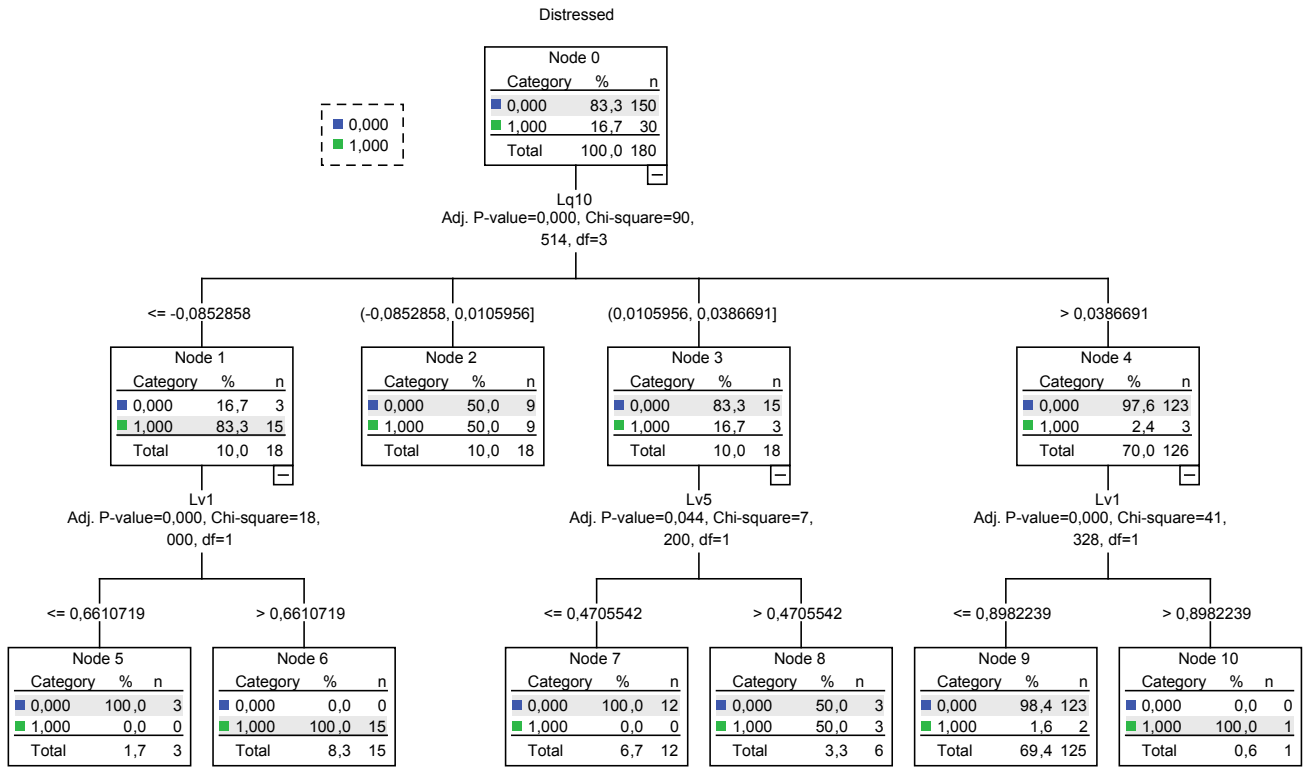 Distressed
Node 0
Category % n
0,000 83,3 150
1,000 16,7 30
Total 100,0 180
0,000
1,000
Lq10
Adj. P-value=0,000, Chi-square=90,
514, df=3
<= -0,0852858
(-0,0852858, 0,0105956]
(0,0105956, 0,0386691]
> 0,0386691
Node 1
Category % n
0,000 16,7 3
1,000 83,3 15
Total 10,0 18
Node 2
Category % n
0,000 50,0 9
1,000 50,0 9
Total 10,0 18
Node 3
Category % n
0,000 83,3 15
1,000 16,7 3
Total 10,0 18
Node 4
Category % n
0,000 97,6 123
1,000 2,4 3
Total 70,0 126
Lv1
Adj. P-value=0,000, Chi-square=18,
000, df=1
Lv5
Adj. P-value=0,044, Chi-square=7,
200, df=1
Lv1
Adj. P-value=0,000, Chi-square=41,
328, df=1
<= 0,6610719
> 0,6610719
<= 0,4705542
> 0,4705542
<= 0,8982239
> 0,8982239
Node 5
Category % n
0,000 100,0 3
1,000 0,0 0
Total 1,7 3
Node 6
Category % n
0,000 0,0 0
1,000 100,0 15
Total 8,3 15
Node 7
Category % n
0,000 100,0 12
1,000 0,0 0
Total 6,7 12
Node 8
Category % n
0,000 50,0 3
1,000 50,0 3
Total 3,3 6
Node 9
Category % n
0,000 98,4 123
1,000 1,6 2
Total 69,4 125
Node 10
Category % n
0,000 0,0 0
1,000 100,0 1
Total 0,6 1